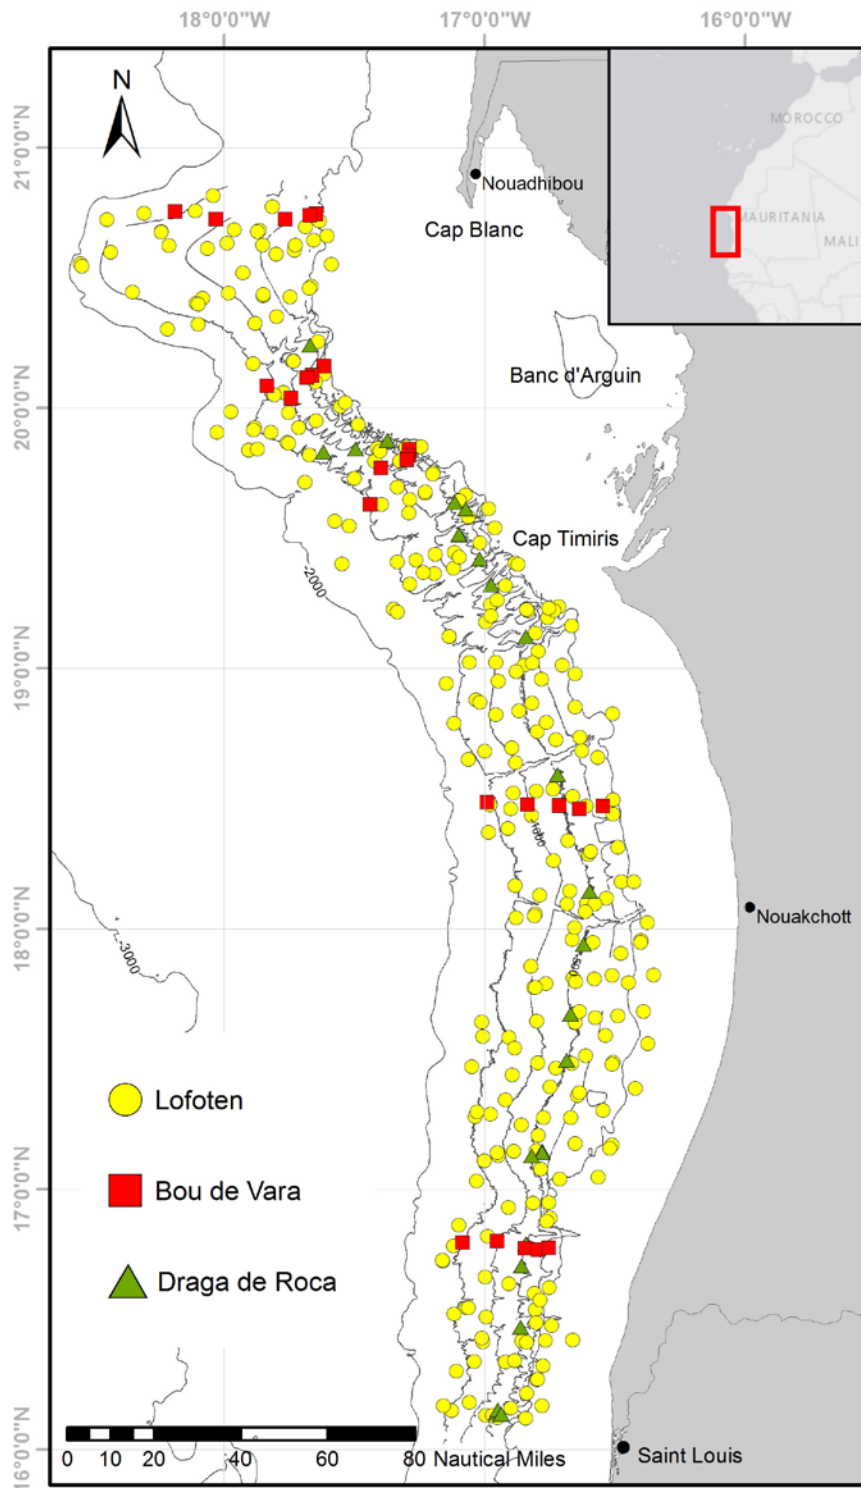 18°0'0"W 17°0'0"W 16°0'0"W
N
MOROCCO
MAURITANIA
MALI
21°0'0"N
Nouadhibou
Cap Blanc
Banc d'Arguin
20°0'0"N
Cap Timiris
-2000
19°0'0"N
-1000
Nouakchott
18°0'0"N
-3000
-500
Lofoten
Bou de Vara
17°0'0"N
Draga de Roca
0 10 20 40 60 80 Nautical Miles
16°0'0"N
Saint Louis